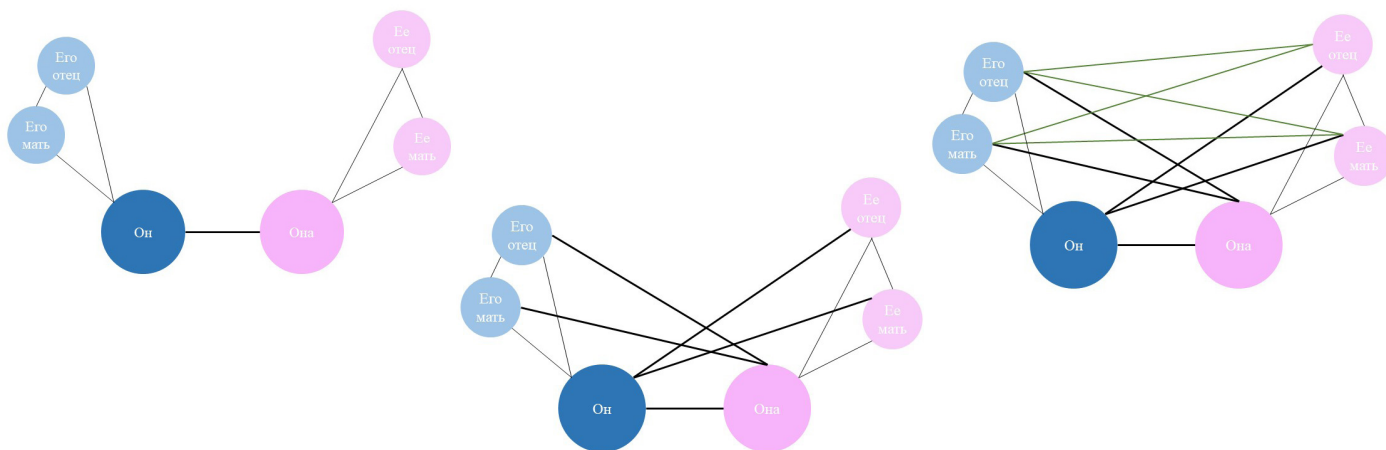 Его
отец
Его
мать
Ее
отец
Ее
мать
Он
Она
Его
отец
Его
мать
Ее
отец
Ее
мать
Он
Она
Его
отец
Его
мать
Ее
отец
Ее
мать
Он
Она